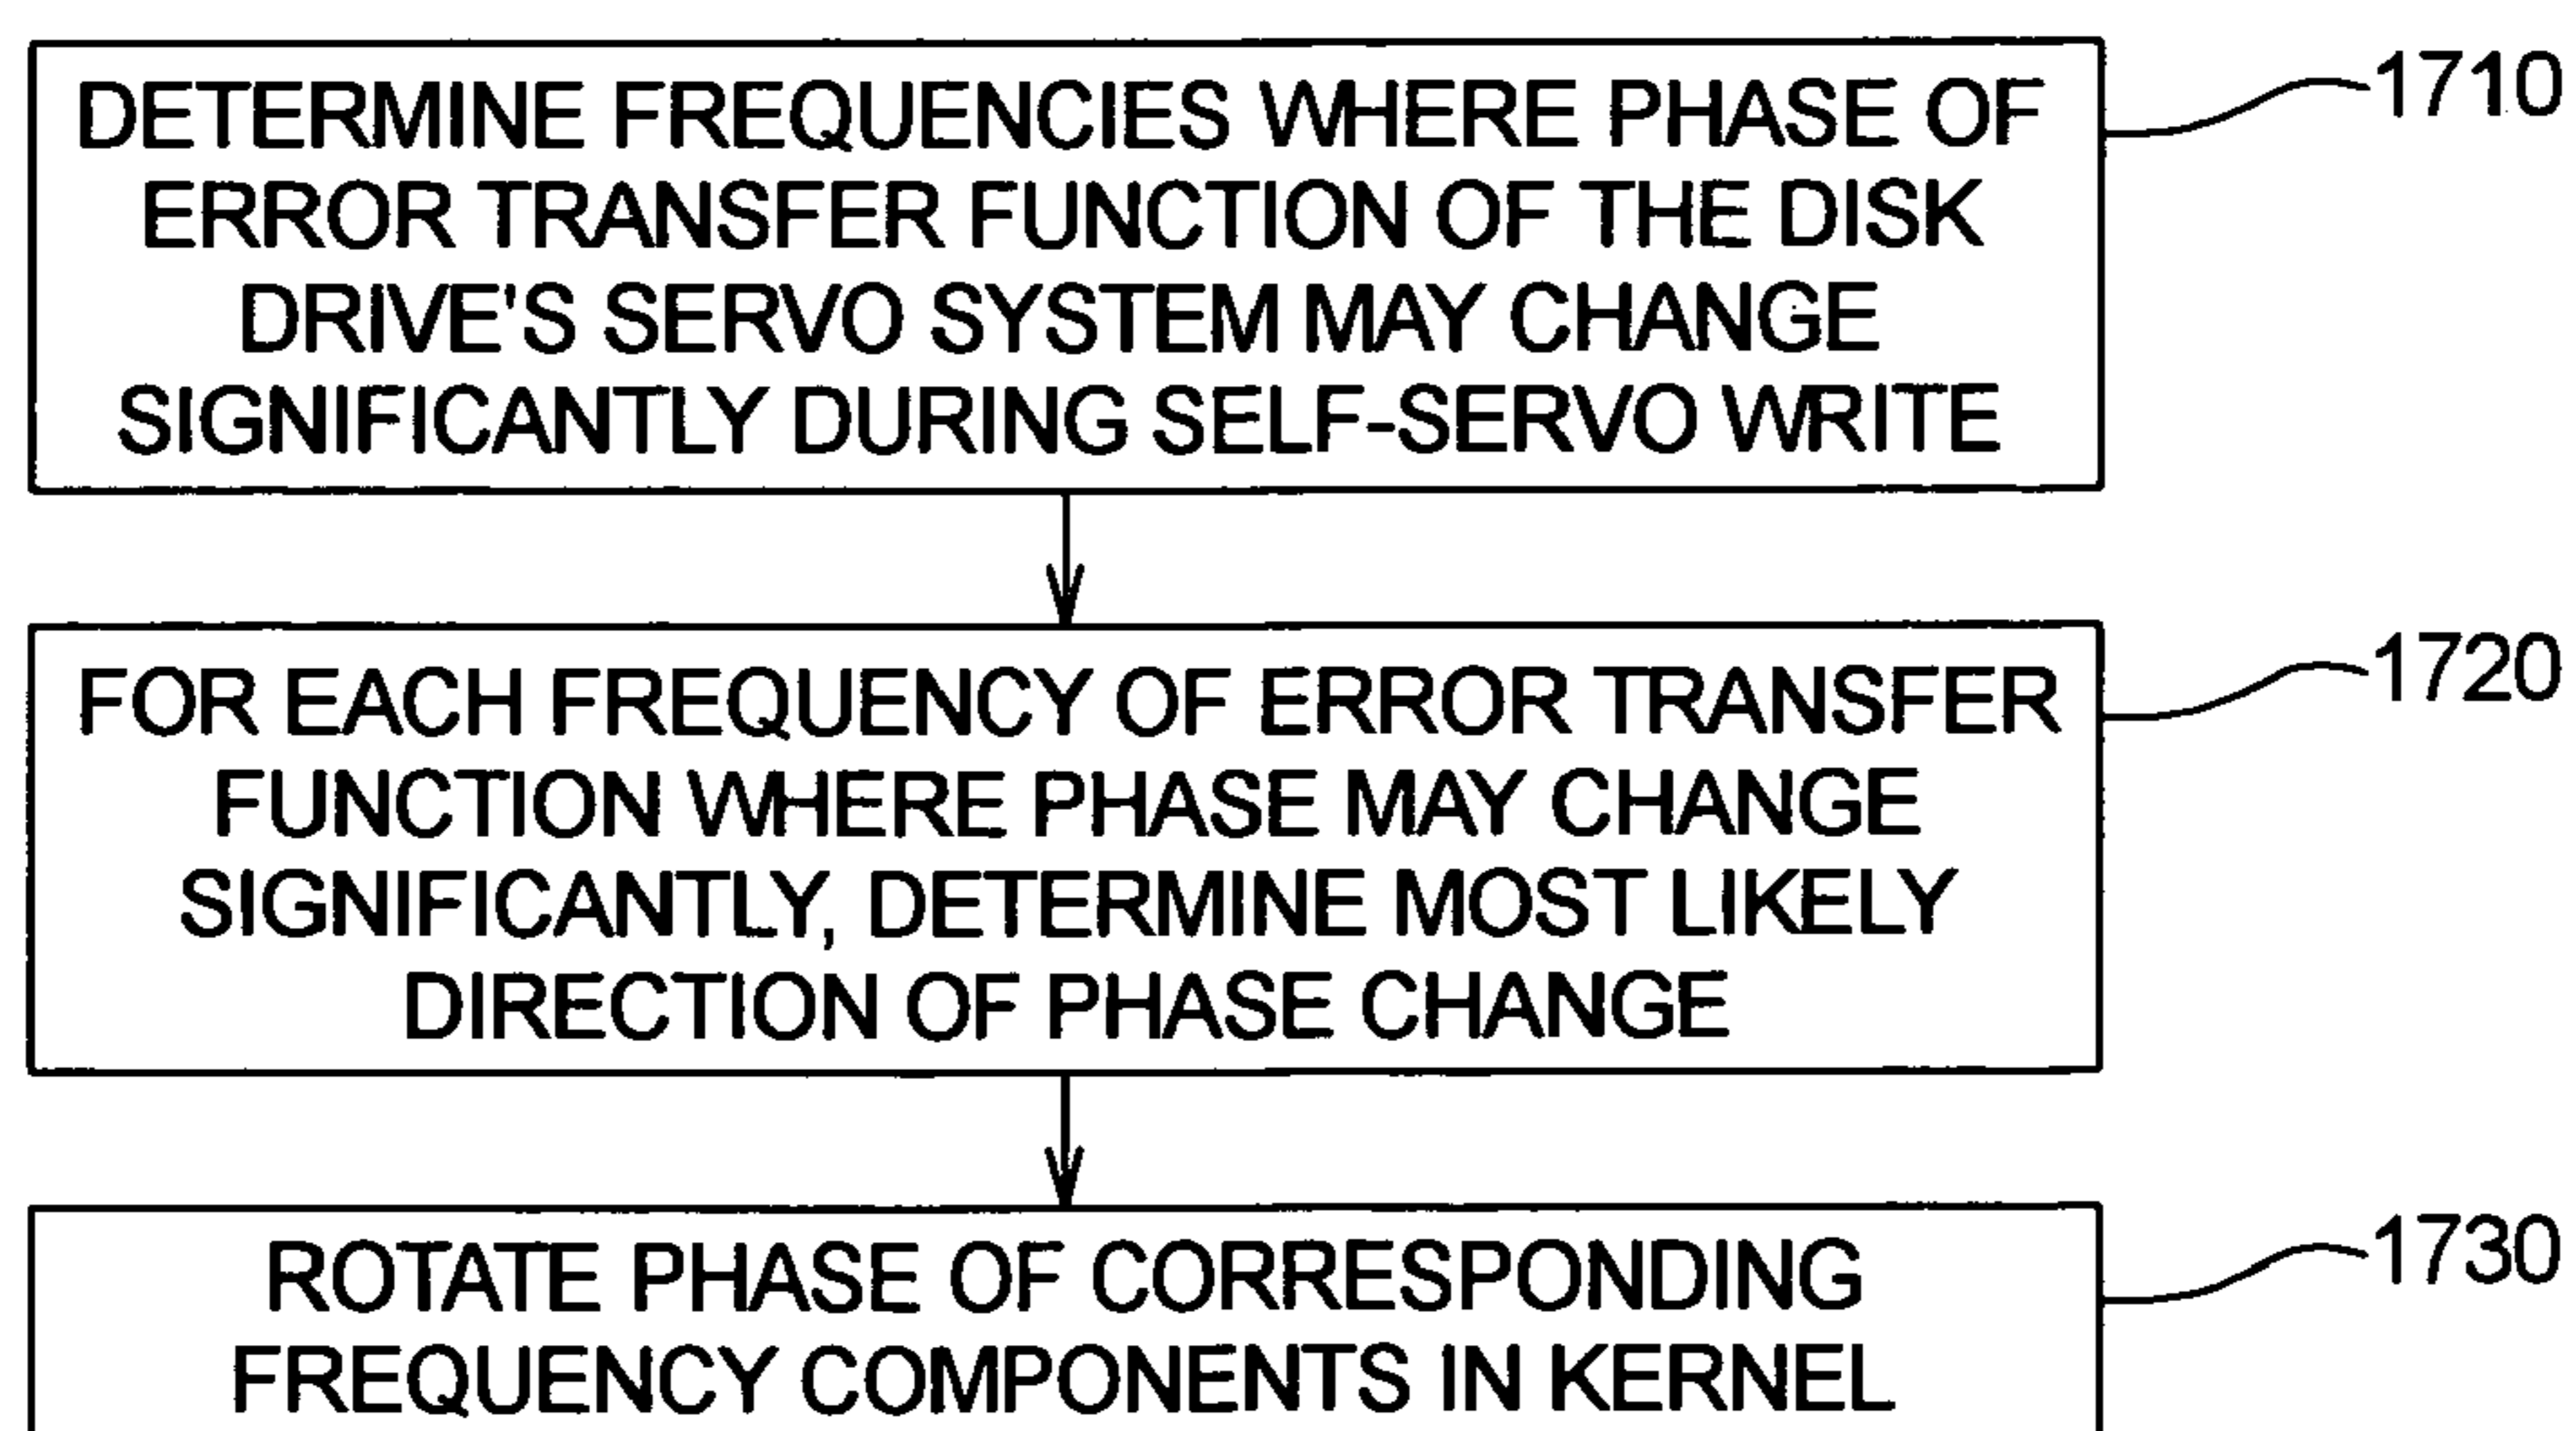 DETERMINE FREQUENCIES WHERE PHASE OF
ERROR TRANSFER FUNCTION OF THE DISK
DRIVE'S SERVO SYSTEM MAY CHANGE
SIGNIFICANTLY DURING SELF-SERVO WRITE
1710
FOR EACH FREQUENCY OF ERROR TRANSFER
FUNCTION WHERE PHASE MAY CHANGE
SIGNIFICANTLY, DETERMINE MOST LIKELY
DIRECTION OF PHASE CHANGE
1720
ROTATE PHASE OF CORRESPONDING
FREQUENCY COMPONENTS IN KERNEL
1730